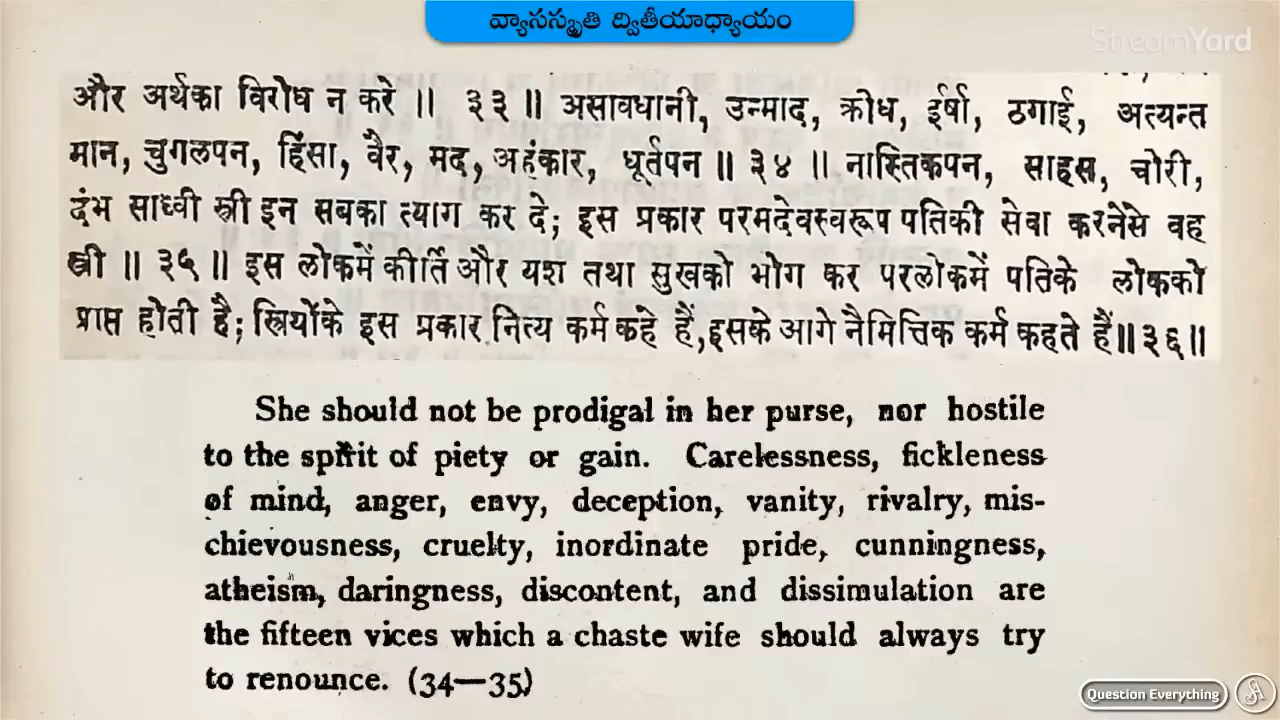 వ్యాసస్మృతి ద్వితీయాధ్యాయం
StreamYard
और अर्थका विरोध न करे ॥ ३३ ॥ असावधानी, उन्माद, क्रोध, ईर्षा, ठगाई, अत्यन्त
मान, चुगलपन, हिंसा, वैर, मद, अहंकार, धूर्तपन ॥ ३४ ॥ नास्तिकपन, साहस, चोरी,
दंभ साध्वी स्त्री इन सबका त्याग कर दे; इस प्रकार परमदेवस्वरूप पतिकी सेवा करनेसे वह
स्त्री ॥ ३५ ॥ इस लोकमें कीर्ति और यश तथा सुखको भोग कर परलोकमें पतिके लोकको
प्राप्त होती है; स्त्रियोंके इस प्रकार नित्य कर्म कहे हैं, इसके आगे नैमित्तिक कर्म कहते हैं॥३६॥
She should not be prodigal in her purse, nor hostile
to the spirit of piety or gain. Carelessness, fickleness
of mind, anger, envy, deception, vanity, rivalry, mis-
chievousness, cruelty, inordinate pride, cunningness,
atheism, daringness, discontent, and dissimulation are
the fifteen vices which a chaste wife should always try
to renounce. (34—35)
Question Everything